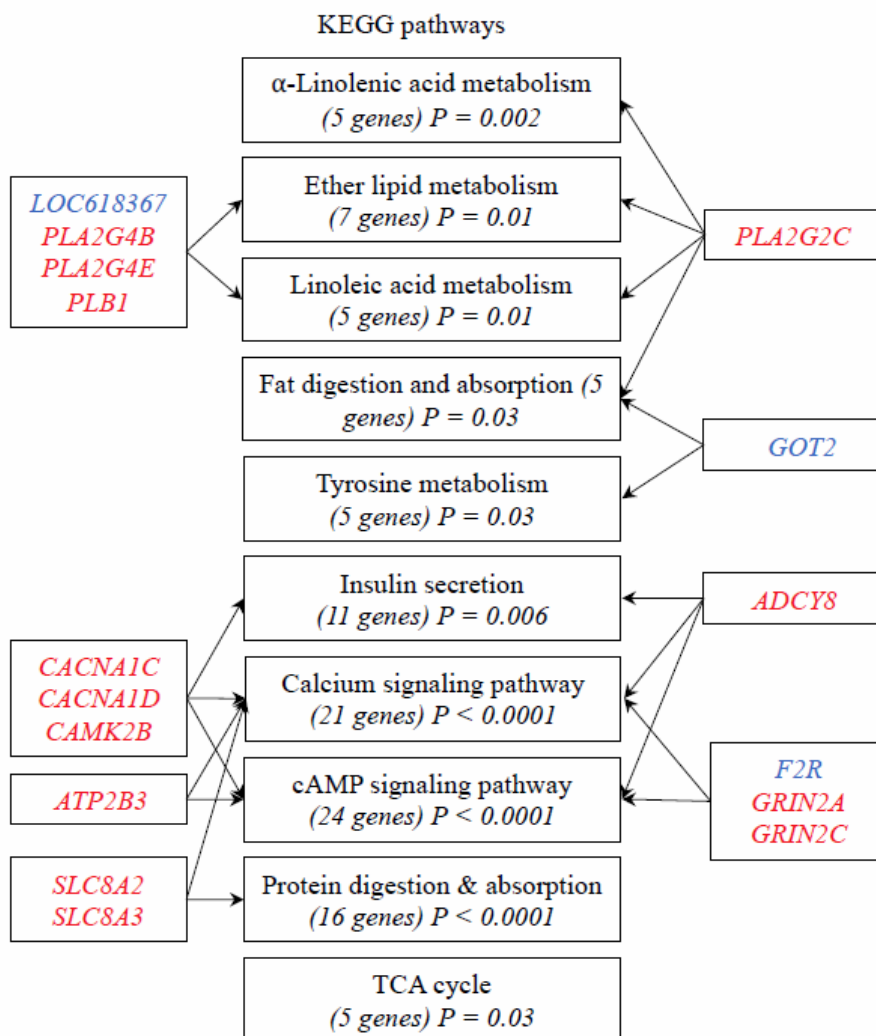 KEGG pathways
α-Linolenic acid metabolism
(5 genes) P = 0.002
Ether lipid metabolism
(7 genes) P = 0.01
Linoleic acid metabolism
(5 genes) P = 0.01
Fat digestion and absorption (5
genes) P = 0.03
Tyrosine metabolism
(5 genes) P = 0.03
Insulin secretion
(11 genes) P = 0.006
Calcium signaling pathway
(21 genes) P < 0.0001
cAMP signaling pathway
(24 genes) P < 0.0001
Protein digestion & absorption
(16 genes) P < 0.0001
TCA cycle
(5 genes) P = 0.03
LOC618367
PLA2G4B
PLA2G4E
PLB1
CACNA1C
CACNA1D
CAMK2B
ATP2B3
SLC8A2
SLC8A3
PLA2G2C
GOT2
ADCY8
F2R
GRIN2A
GRIN2C